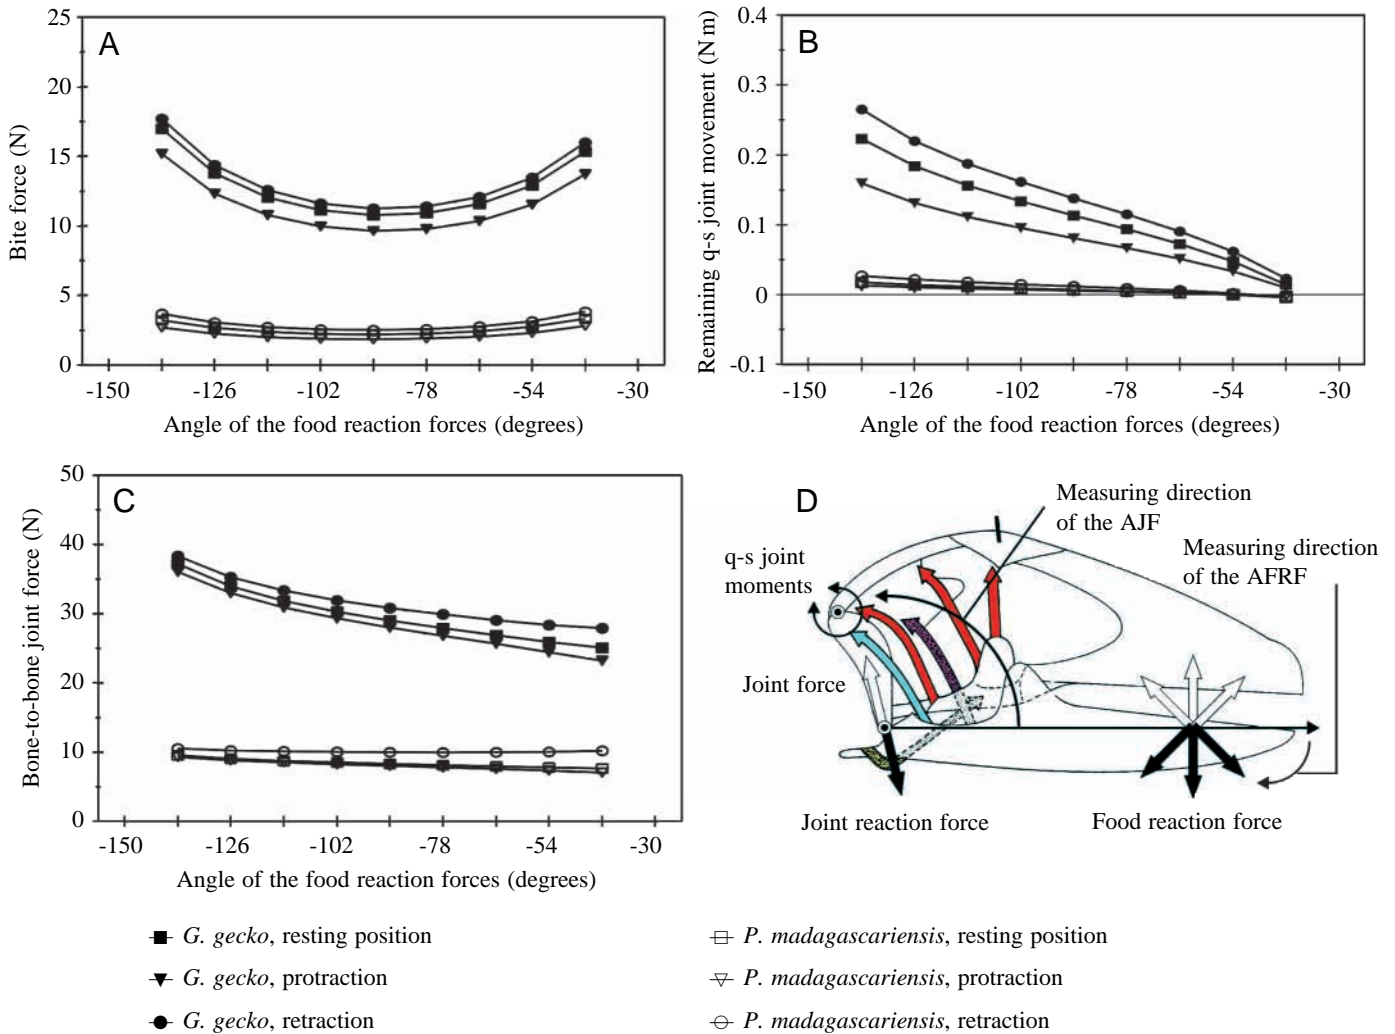 A
Bite force (N)
25
20
15
10
5
0
-150 -126 -102 -78 -54 -30
Angle of the food reaction forces (degrees)
B
Remaining q-s joint movement (N m)
0.4
0.3
0.2
0.1
0
-0.1
-150 -126 -102 -78 -54 -30
Angle of the food reaction forces (degrees)
C
Bone-to-bone joint force (N)
50
40
30
20
10
0
-150 -126 -102 -78 -54 -30
Angle of the food reaction forces (degrees)
D
Measuring direction
of the AJF
Measuring direction
of the AFRF
q-s joint
moments
Joint force
Joint reaction force
Food reaction force
G. gecko, resting position
G. gecko, protraction
G. gecko, retraction
P. madagascariensis, resting position
P. madagascariensis, protraction
P. madagascariensis, retraction